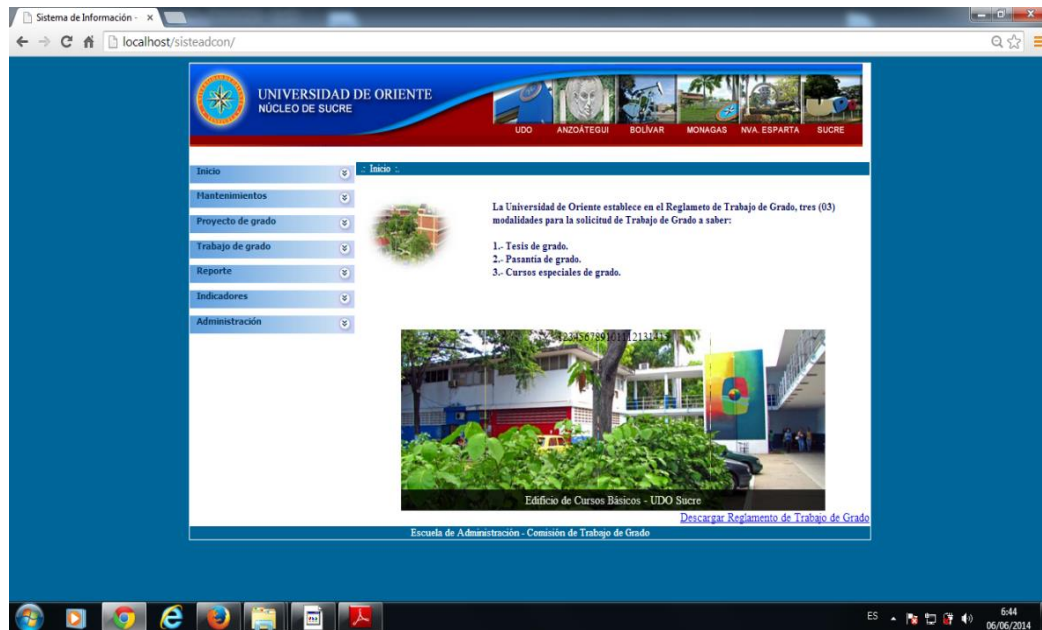 Sistema de Información -
localhost/sisteadcon/
UNIVERSIDAD DE ORIENTE
NÚCLEO DE SUCRE
UDO ANZOÁTEGUI BOLÍVAR MONAGAS NVA. ESPARTA SUCRE
Inicio
Mantenimientos
Proyecto de grado
Trabajo de grado
Reporte
Indicadores
Administración
.: Inicio :.
La Universidad de Oriente establece en el Reglameto de Trabajo de Grado, tres (03)
modalidades para la solicitud de Trabajo de Grado a saber:
1.- Tesis de grado.
2.- Pasantía de grado.
3.- Cursos especiales de grado.
123456789101112131415
Edificio de Cursos Básicos - UDO Sucre
Descargar Reglamento de Trabajo de Grado
Escuela de Administración - Comisión de Trabajo de Grado
ES
6:44
06/06/2014